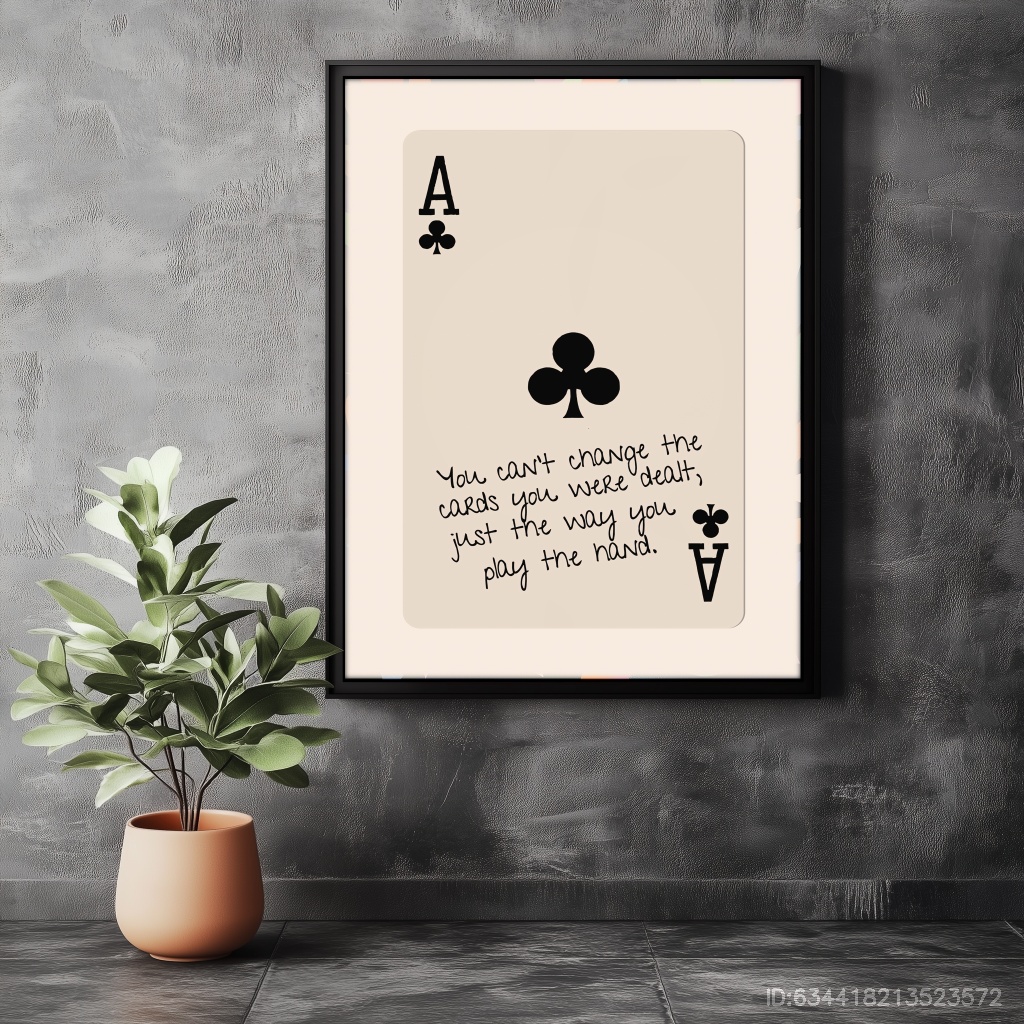 A
You can't change the
cards you were dealt,
just the way you
play the hand.
A
ID:634418213523572